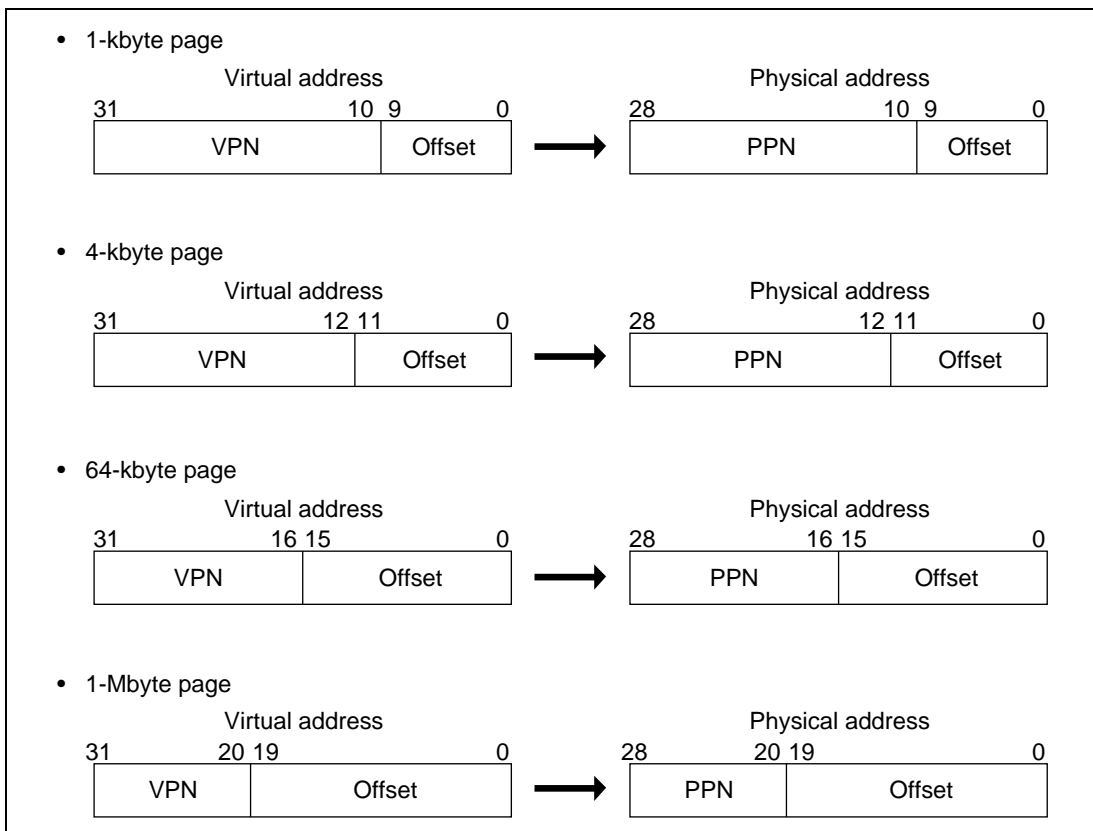 • 1-kbyte page
Virtual address Physical address
31 10 9 0 28 10 9 0
VPN Offset PPN Offset
• 4-kbyte page
Virtual address Physical address
31 12 11 0 28 12 11 0
VPN Offset PPN Offset
• 64-kbyte page
Virtual address Physical address
31 16 15 0 28 16 15 0
VPN Offset PPN Offset
• 1-Mbyte page
Virtual address Physical address
31 20 19 0 28 20 19 0
VPN Offset PPN Offset